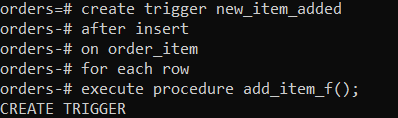 orders=# create trigger new_item_added
orders-# after insert
orders-# on order_item
orders-# for each row
orders-# execute procedure add_item_f();
CREATE TRIGGER